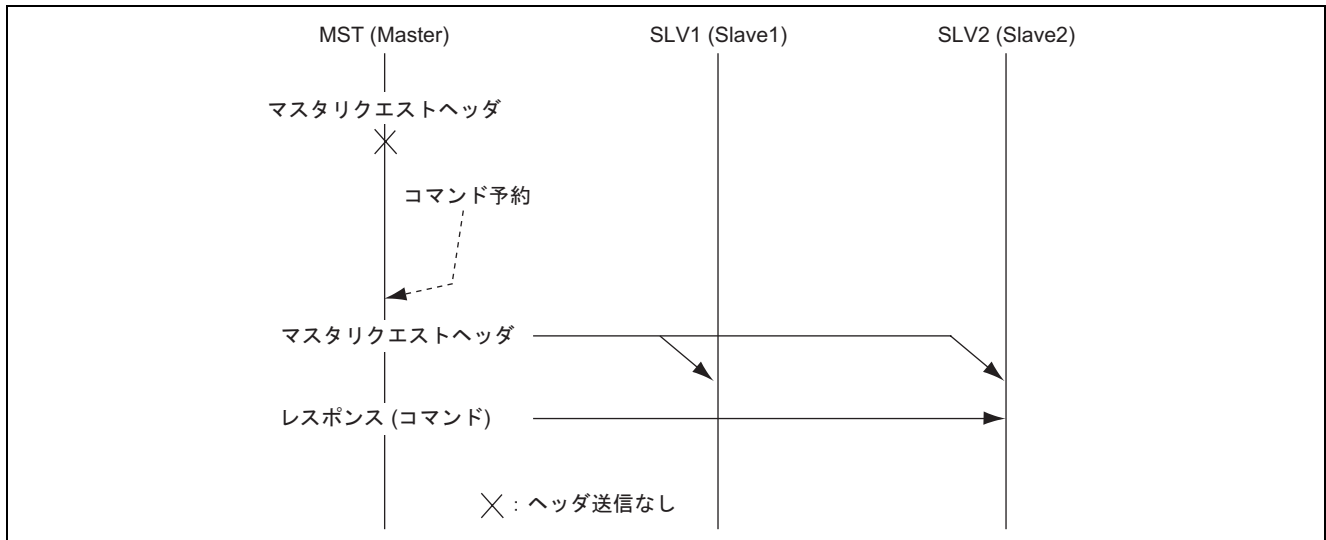 MST (Master)
SLV1 (Slave1)
SLV2 (Slave2)
マスタリクエストヘッダ
コマンド予約
マスタリクエストヘッダ
レスポンス (コマンド)
: ヘッダ送信なし